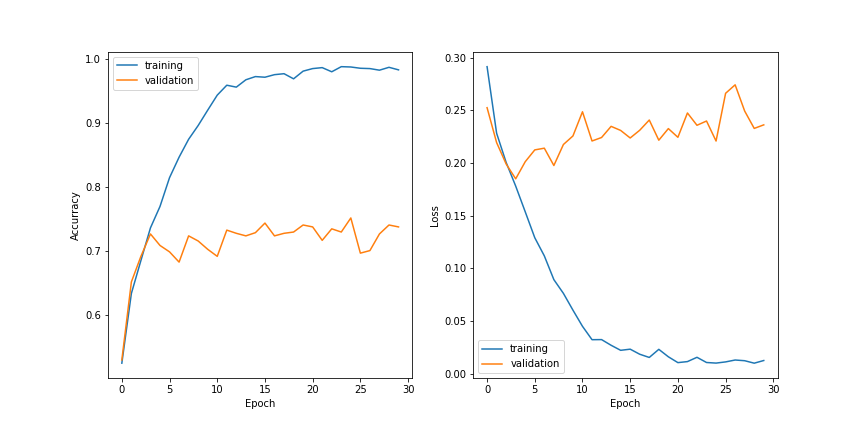 training
validation
1.0
0.9
0.8
0.7
0.6
Accurracy
0 5 10 15 20 25 30
Epoch
0.30
0.25
0.20
0.15
0.10
0.05
0.00
Loss
training
validation
0 5 10 15 20 25 30
Epoch